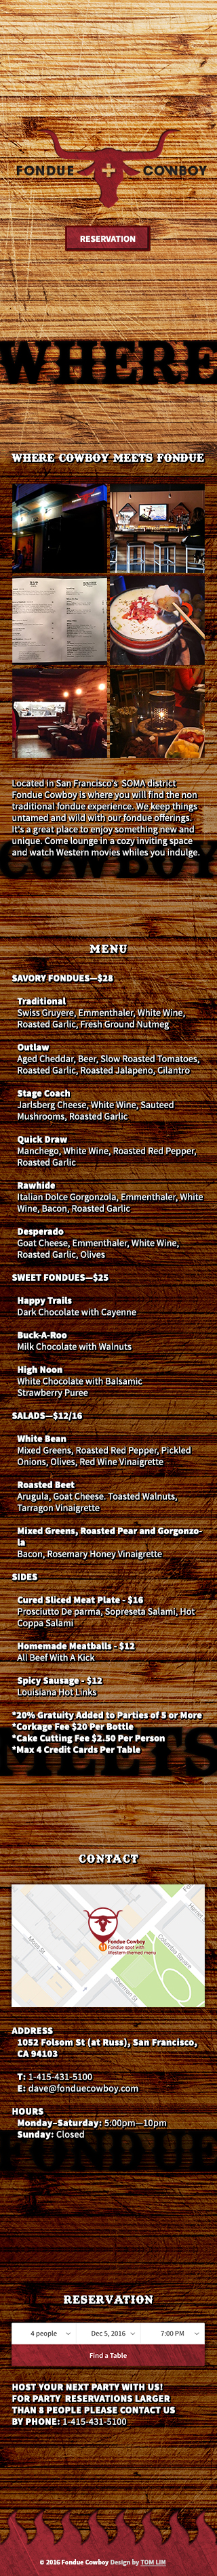 FONDUE COWBOY
RESERVATION
WHERE
WHERE COWBOY MEETS FONDUE
Located in San Francisco's SOMA district
Fondue Cowboy is where you will find the non
traditional fondue experience. We keep things
untamed and wild with our fondue offerings.
It's a great place to enjoy something new and
unique. Come lounge in a cozy inviting space
and watch Western movies whiles you indulge.
COWBOY
MENU
SAVORY FONDUES—$28
Traditional
Swiss Gruyere, Emmenthaler, White Wine,
Roasted Garlic, Fresh Ground Nutmeg
Outlaw
Aged Cheddar, Beer, Slow Roasted Tomatoes,
Roasted Garlic, Roasted Jalapeno, Cilantro
Stage Coach
Jarlsberg Cheese, White Wine, Sauteed
Mushrooms, Roasted Garlic
Quick Draw
Manchego, White Wine, Roasted Red Pepper,
Roasted Garlic
Rawhide
Italian Dolce Gorgonzola, Emmenthaler, White
Wine, Bacon, Roasted Garlic
Desperado
Goat Cheese, Emmenthaler, White Wine,
Roasted Garlic, Olives
SWEET FONDUES—$25
Happy Trails
Dark Chocolate with Cayenne
Buck-A-Roo
Milk Chocolate with Walnuts
High Noon
White Chocolate with Balsamic
Strawberry Puree
SALADS—$12/16
White Bean
Mixed Greens, Roasted Red Pepper, Pickled
Onions, Olives, Red Wine Vinaigrette
Roasted Beet
Arugula, Goat Cheese. Toasted Walnuts,
Tarragon Vinaigrette
Mixed Greens, Roasted Pear and Gorgonzo-
la
Bacon, Rosemary Honey Vinaigrette
SIDES
Cured Sliced Meat Plate - $16
Prosciutto De parma, Sopreseta Salami, Hot
Coppa Salami
Homemade Meatballs - $12
All Beef With A Kick
Spicy Sausage - $12
Louisiana Hot Links
*20% Gratuity Added to Parties of 5 or More
*Corkage Fee $20 Per Bottle
*Cake Cutting Fee $2.50 Per Person
*Max 4 Credit Cards Per Table
MEETS
CONTACT
Harriet
Moss St
Columbia Square
Sherman St
Fondue Cowboy
Fondue spot with
Western-themed menu
ADDRESS
1052 Folsom St (at Russ), San Francisco,
CA 94103
T: 1-415-431-5100
E: dave@fonduecowboy.com
HOURS
Monday–Saturday: 5:00pm—10pm
Sunday: Closed
RESERVATION
4 people Dec 5, 2016 7:00 PM
Find a Table
HOST YOUR NEXT PARTY WITH US!
FOR PARTY RESERVATIONS LARGER
THAN 8 PEOPLE PLEASE CONTACT US
BY PHONE: 1-415-431-5100
© 2016 Fondue Cowboy Design by TOM LIN